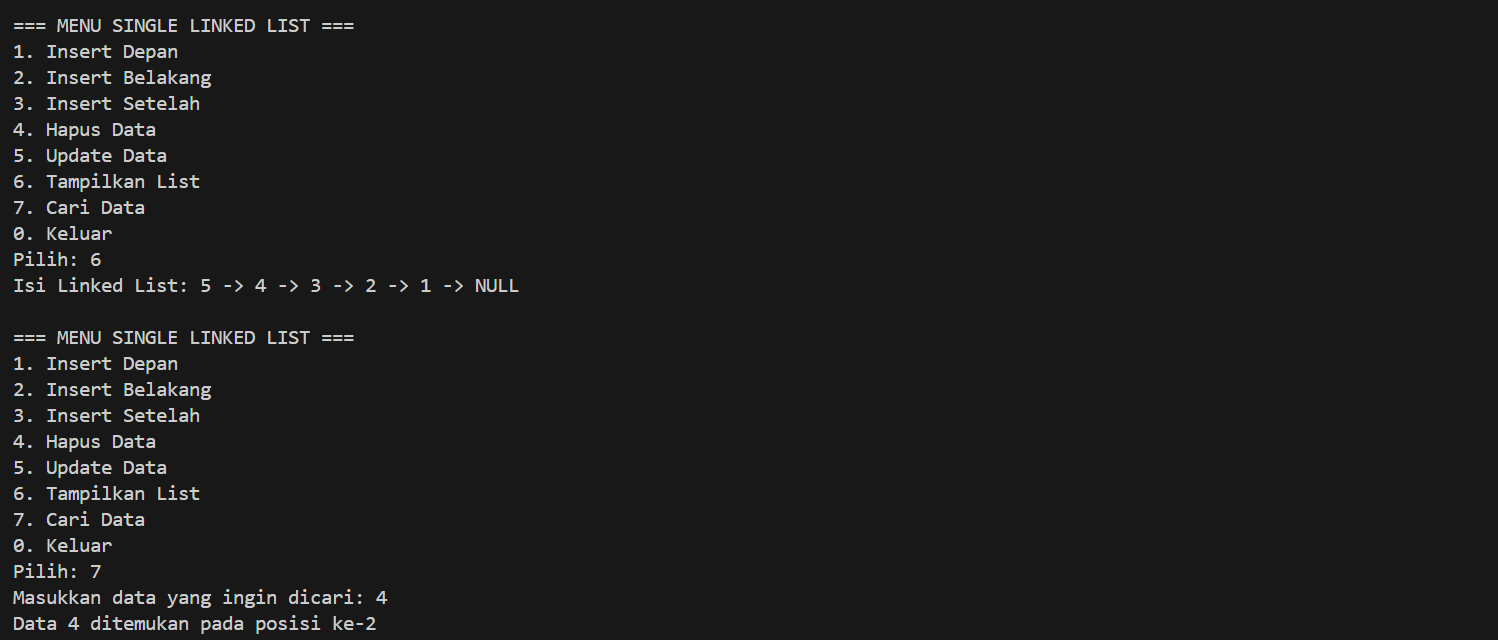 === MENU SINGLE LINKED LIST ===
1. Insert Depan
2. Insert Belakang
3. Insert Setelah
4. Hapus Data
5. Update Data
6. Tampilkan List
7. Cari Data
0. Keluar
Pilih: 6
Isi Linked List: 5 -> 4 -> 3 -> 2 -> 1 -> NULL
=== MENU SINGLE LINKED LIST ===
1. Insert Depan
2. Insert Belakang
3. Insert Setelah
4. Hapus Data
5. Update Data
6. Tampilkan List
7. Cari Data
0. Keluar
Pilih: 7
Masukkan data yang ingin dicari: 4
Data 4 ditemukan pada posisi ke-2